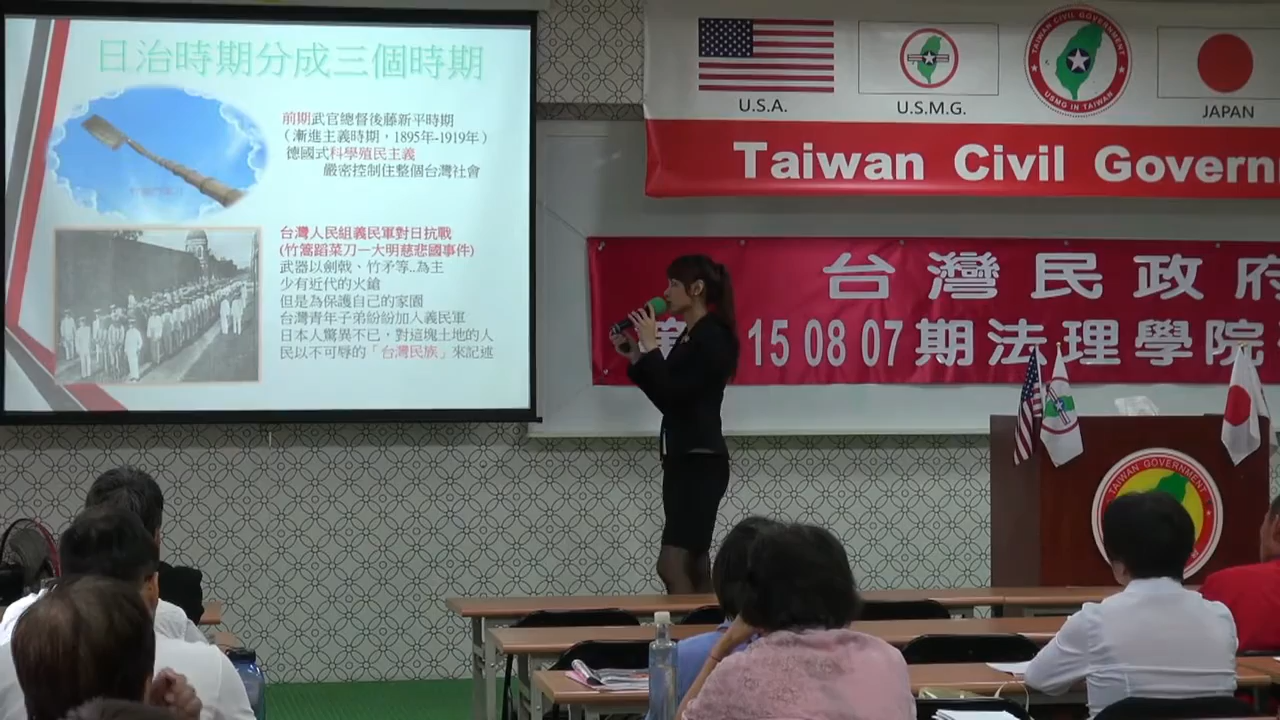 日治時期分成三個時期
前期武官總督後藤新平時期
（漸進主義時期，1895年-1919年）
德國式科學殖民主義
嚴密控制住整個台灣社會
台灣人民組義民軍對日抗戰
(竹篙蹈菜刀－大明慈悲國事件)
武器以劍戟、竹矛等..為主
少有近代的火鎗
但是為保護自己的家園
台灣青年子弟紛紛加入義民軍
日本人驚異不已，對這塊土地的人
民以不可辱的「台灣民族」來記述
U.S.A.
U.S.M.G.
TAIWAN CIVIL GOVERNMENT
USMG IN TAIWAN
JAPAN
Taiwan Civil Govern
台灣民政府
15 08 07期法理學院
TAIWAN GOVERNMENT